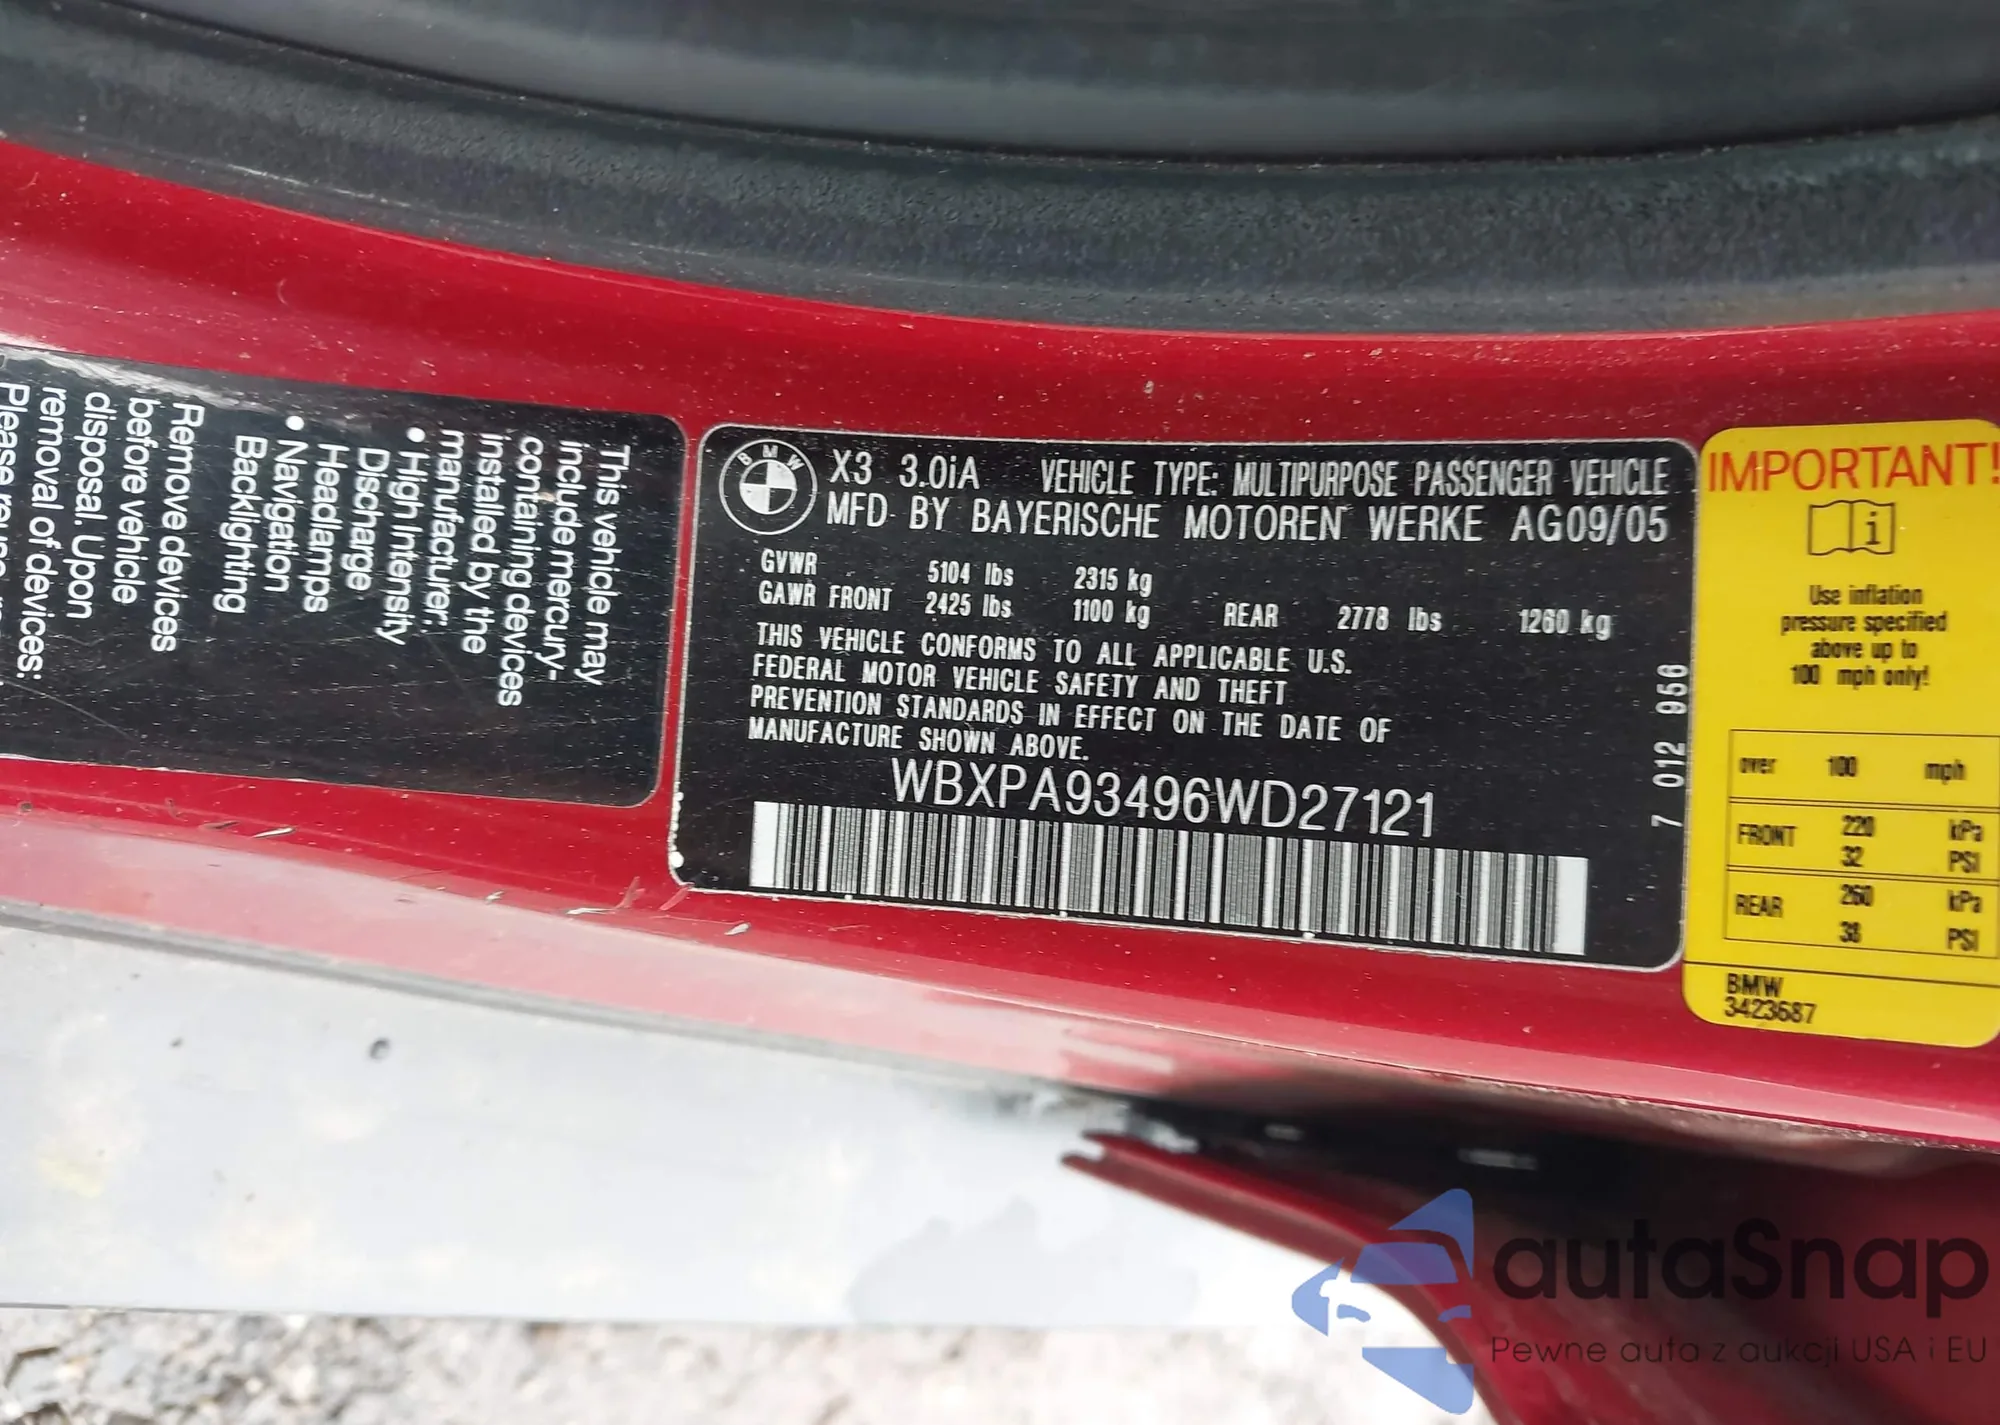 This vehicle may
include mercury-
containing devices
installed by the
manufacturer.
• High Intensity
Discharge
Headlamps
• Navigation
Backlighting
Remove devices
before vehicle
disposal. Upon
removal of devices:
BMW
X3 3.0iA VEHICLE TYPE: MULTIPURPOSE PASSENGER VEHICLE
MFD BY BAYERISCHE MOTOREN WERKE AG09/05
GVWR 5104 lbs 2315 kg
GAWR FRONT 2425 lbs 1100 kg REAR 2778 lbs 1260 kg
THIS VEHICLE CONFORMS TO ALL APPLICABLE U.S.
FEDERAL MOTOR VEHICLE SAFETY AND THEFT
PREVENTION STANDARDS IN EFFECT ON THE DATE OF
MANUFACTURE SHOWN ABOVE.
WBXPA93496WD27121
7 012 956
IMPORTANT!
i
Use inflation
pressure specified
above up to
100 mph only!
over 100 mph
FRONT 220 kPa
32 PSI
REAR 260 kPa
38 PSI
BMW
3423687
autaSnap
Pewne auta z aukcji USA i EU